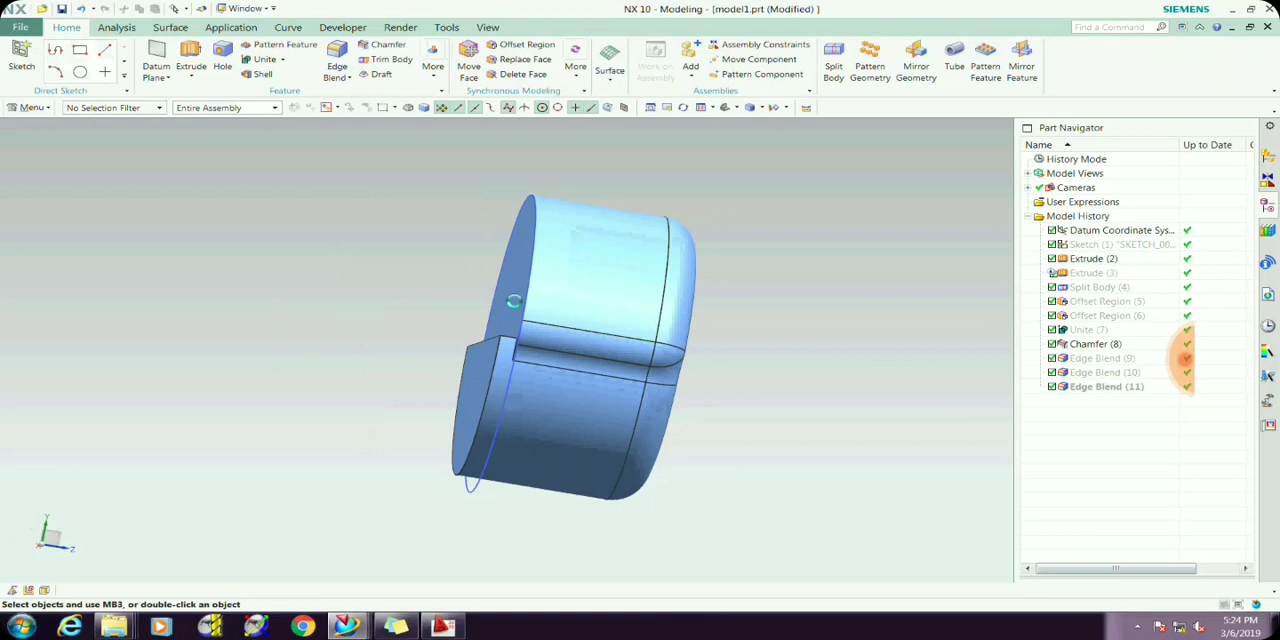 NX
Window
NX 10 - Modeling - [model1.prt (Modified) ]
SIEMENS
File Home Analysis Surface Application Curve Developer Render Tools View
Find a Command
Sketch
Direct Sketch
Datum Plane
Extrude
Hole
Pattern Feature
Unite
Shell
Edge Blend
Chamfer
Trim Body
Draft
More
Feature
Move Face
Offset Region
Replace Face
Delete Face
More
Synchronous Modeling
Surface
Work on Assembly
Add
Assembly Constraints
Move Component
Pattern Component
Assemblies
Split Body
Pattern Geometry
Mirror Geometry
Tube
Pattern Feature
Mirror Feature
Menu
No Selection Filter
Entire Assembly
Part Navigator
Name Up to Date C
History Mode
Model Views
Cameras
User Expressions
Model History
Datum Coordinate Sys...
Sketch (1) "SKETCH_00...
Extrude (2)
Extrude (3)
Split Body (4)
Offset Region (5)
Offset Region (6)
Unite (7)
Chamfer (8)
Edge Blend (9)
Edge Blend (10)
Edge Blend (11)
Y
X
Z
Select objects and use MB3, or double-click an object
5:24 PM
3/6/2019